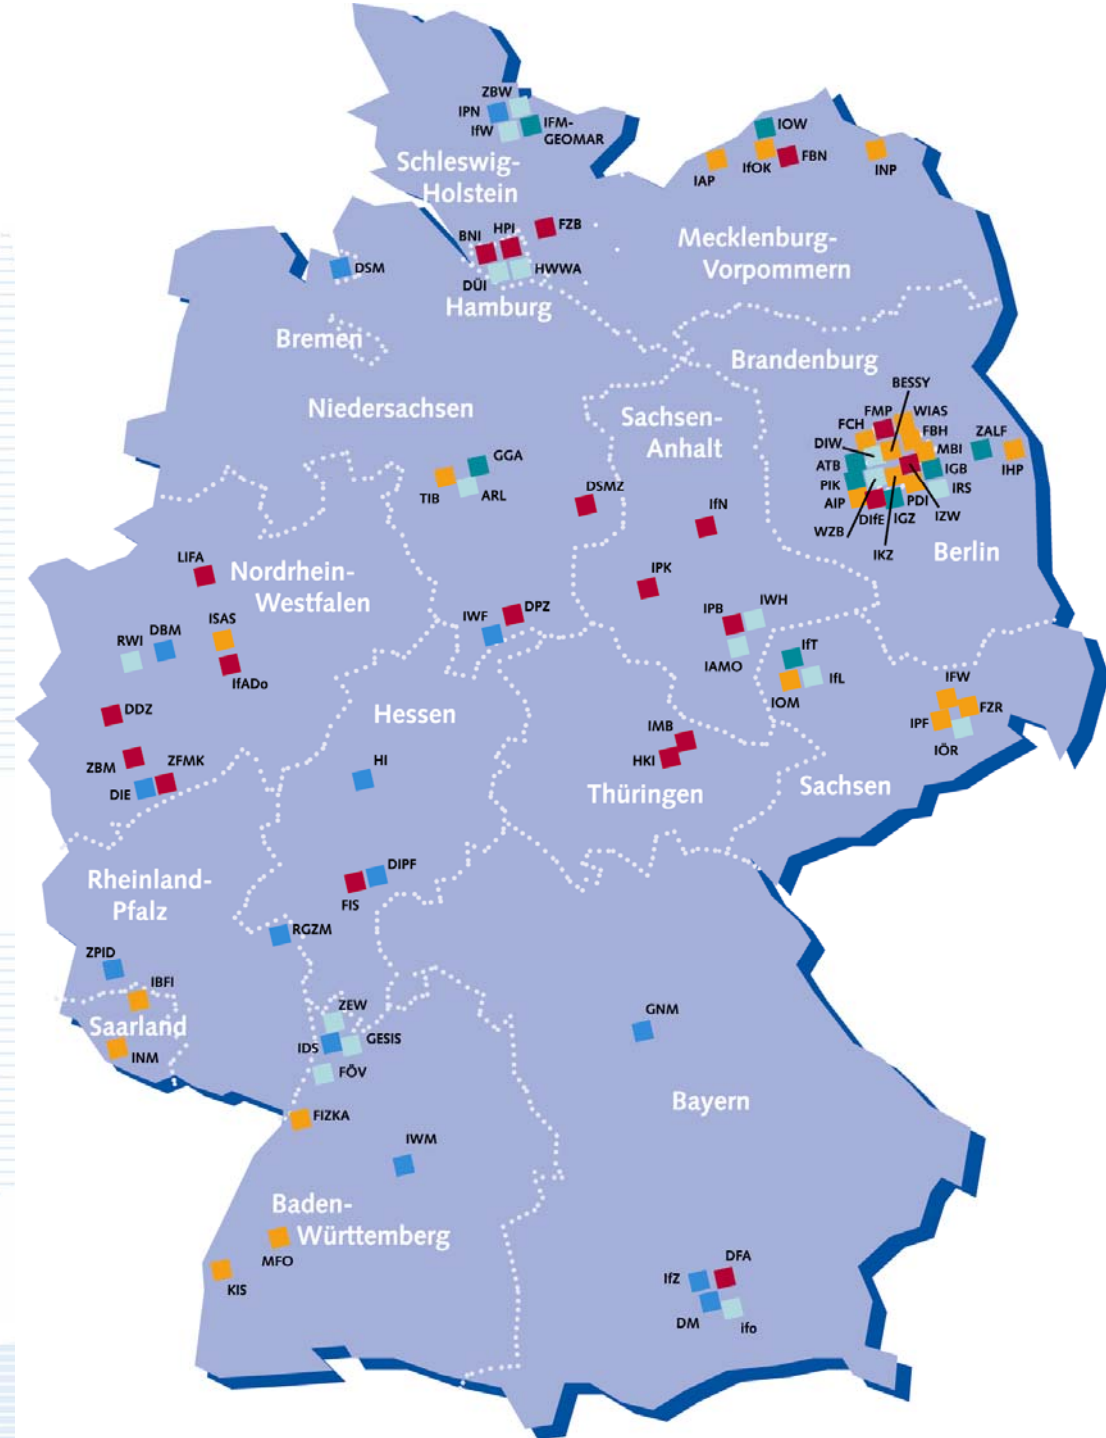 ZBW
IPN
IfW
IFM-
GEOMAR
Schleswig-
Holstein
IOW
IAP
IfOK
FBN
INP
BNI
HPI
FZB
DSM
DÜI
HWWA
Hamburg
Mecklenburg-
Vorpommern
Bremen
Brandenburg
BESSY
Niedersachsen
Sachsen-
Anhalt
FMP
WIAS
FCH
FBH
ZALF
DIW
MBI
GGA
ATB
IGB
IHP
TIB
ARL
DSMZ
PIK
IRS
AIP
PDI
IfN
WZB
DIfE
IGZ
IZW
IKZ
Berlin
LIFA
Nordrhein-
Westfalen
IPK
ISAS
RWI
DBM
IWF
DPZ
IPB
IWH
IfADo
IAMO
IfT
IfL
IOM
IFW
DDZ
Hessen
IPF
FZR
IMB
IÖR
ZBM
ZFMK
HI
HKI
DIE
Thüringen
Sachsen
Rheinland-
Pfalz
DIPF
FIS
RGZM
ZPID
IBFI
ZEW
GNM
Saarland
IDS
GESIS
INM
FÖV
Bayern
FIZKA
IWM
Baden-
Württemberg
MFO
KIS
DFA
IfZ
DM
ifo